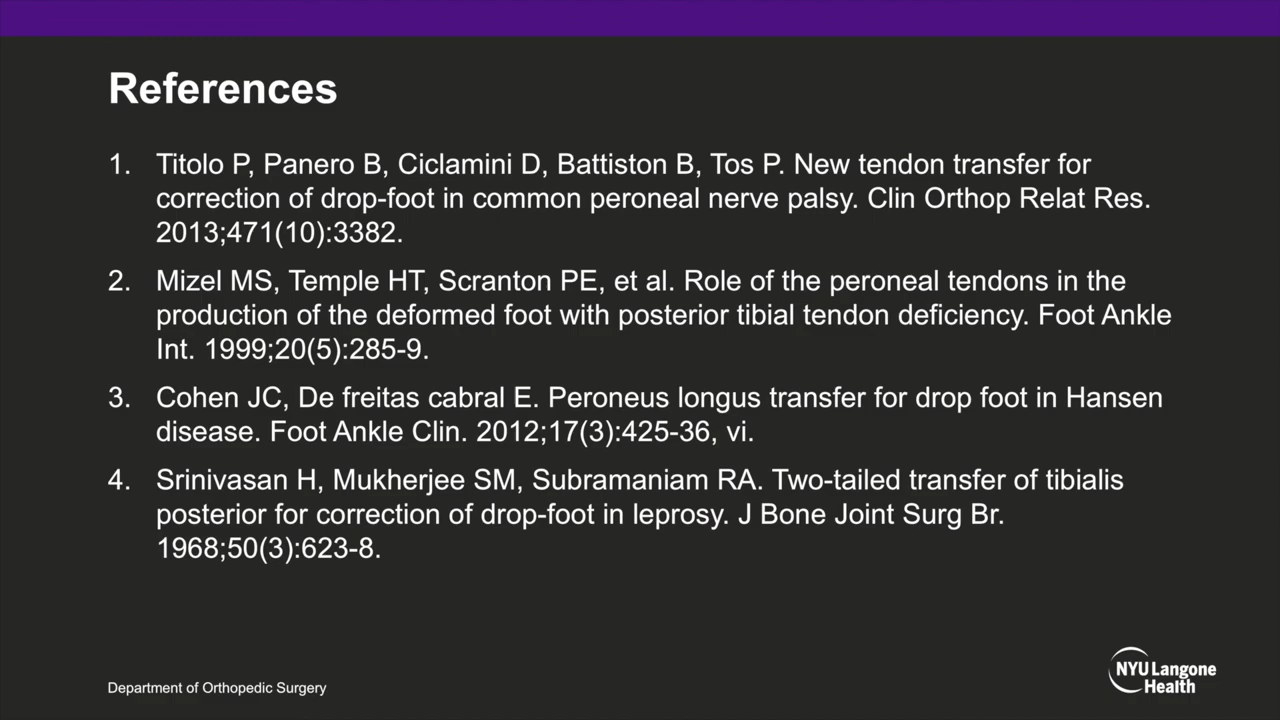 References
1. Titolo P, Panero B, Ciclamini D, Battiston B, Tos P. New tendon transfer for
correction of drop-foot in common peroneal nerve palsy. Clin Orthop Relat Res.
2013;471(10):3382.
2. Mizel MS, Temple HT, Scranton PE, et al. Role of the peroneal tendons in the
production of the deformed foot with posterior tibial tendon deficiency. Foot Ankle
Int. 1999;20(5):285-9.
3. Cohen JC, De freitas cabral E. Peroneus longus transfer for drop foot in Hansen
disease. Foot Ankle Clin. 2012;17(3):425-36, vi.
4. Srinivasan H, Mukherjee SM, Subramaniam RA. Two-tailed transfer of tibialis
posterior for correction of drop-foot in leprosy. J Bone Joint Surg Br.
1968;50(3):623-8.
Department of Orthopedic Surgery
NYU Langone
Health